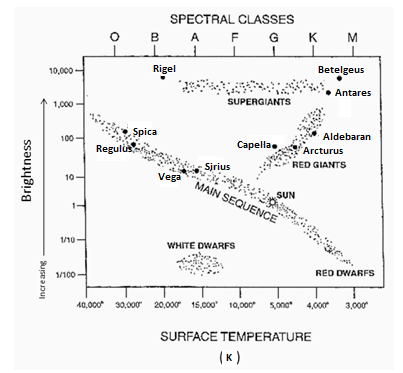 SPECTRAL CLASSES
O B A F G K M
Rigel
Betelgeus
10,000
Antares
SUPERGIANTS
1,000
Spica
Aldebaran
100
Capella
Regulus
Arcturus
RED GIANTS
Sirius
10
Vega
SUN
MAIN SEQUENCE
1
1/10
WHITE DWARFS
1/100
RED DWARFS
Brightness
Increasing
40,000° 30,000° 20,000° 10,000° 5,000° 4,000° 3,000°
SURFACE TEMPERATURE
( K )